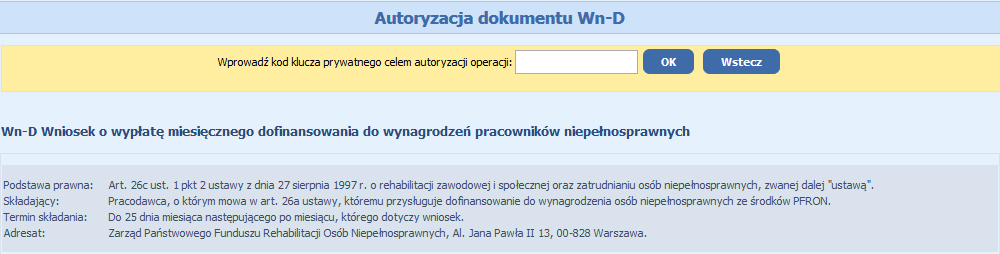 Autoryzacja dokumentu Wn-D
Wprowadź kod klucza prywatnego celem autoryzacji operacji: OK Wstecz
Wn-D Wniosek o wypłatę miesięcznego dofinansowania do wynagrodzeń pracowników niepełnosprawnych
Podstawa prawna: Art. 26c ust. 1 pkt 2 ustawy z dnia 27 sierpnia 1997 r. o rehabilitacji zawodowej i społecznej oraz zatrudnianiu osób niepełnosprawnych, zwanej dalej "ustawą".
Składający: Pracodawca, o którym mowa w art. 26a ustawy, któremu przysługuje dofinansowanie do wynagrodzenia osób niepełnosprawnych ze środków PFRON.
Termin składania: Do 25 dnia miesiąca następującego po miesiącu, którego dotyczy wniosek.
Adresat: Zarząd Państwowego Funduszu Rehabilitacji Osób Niepełnosprawnych, Al. Jana Pawła II 13, 00-828 Warszawa.